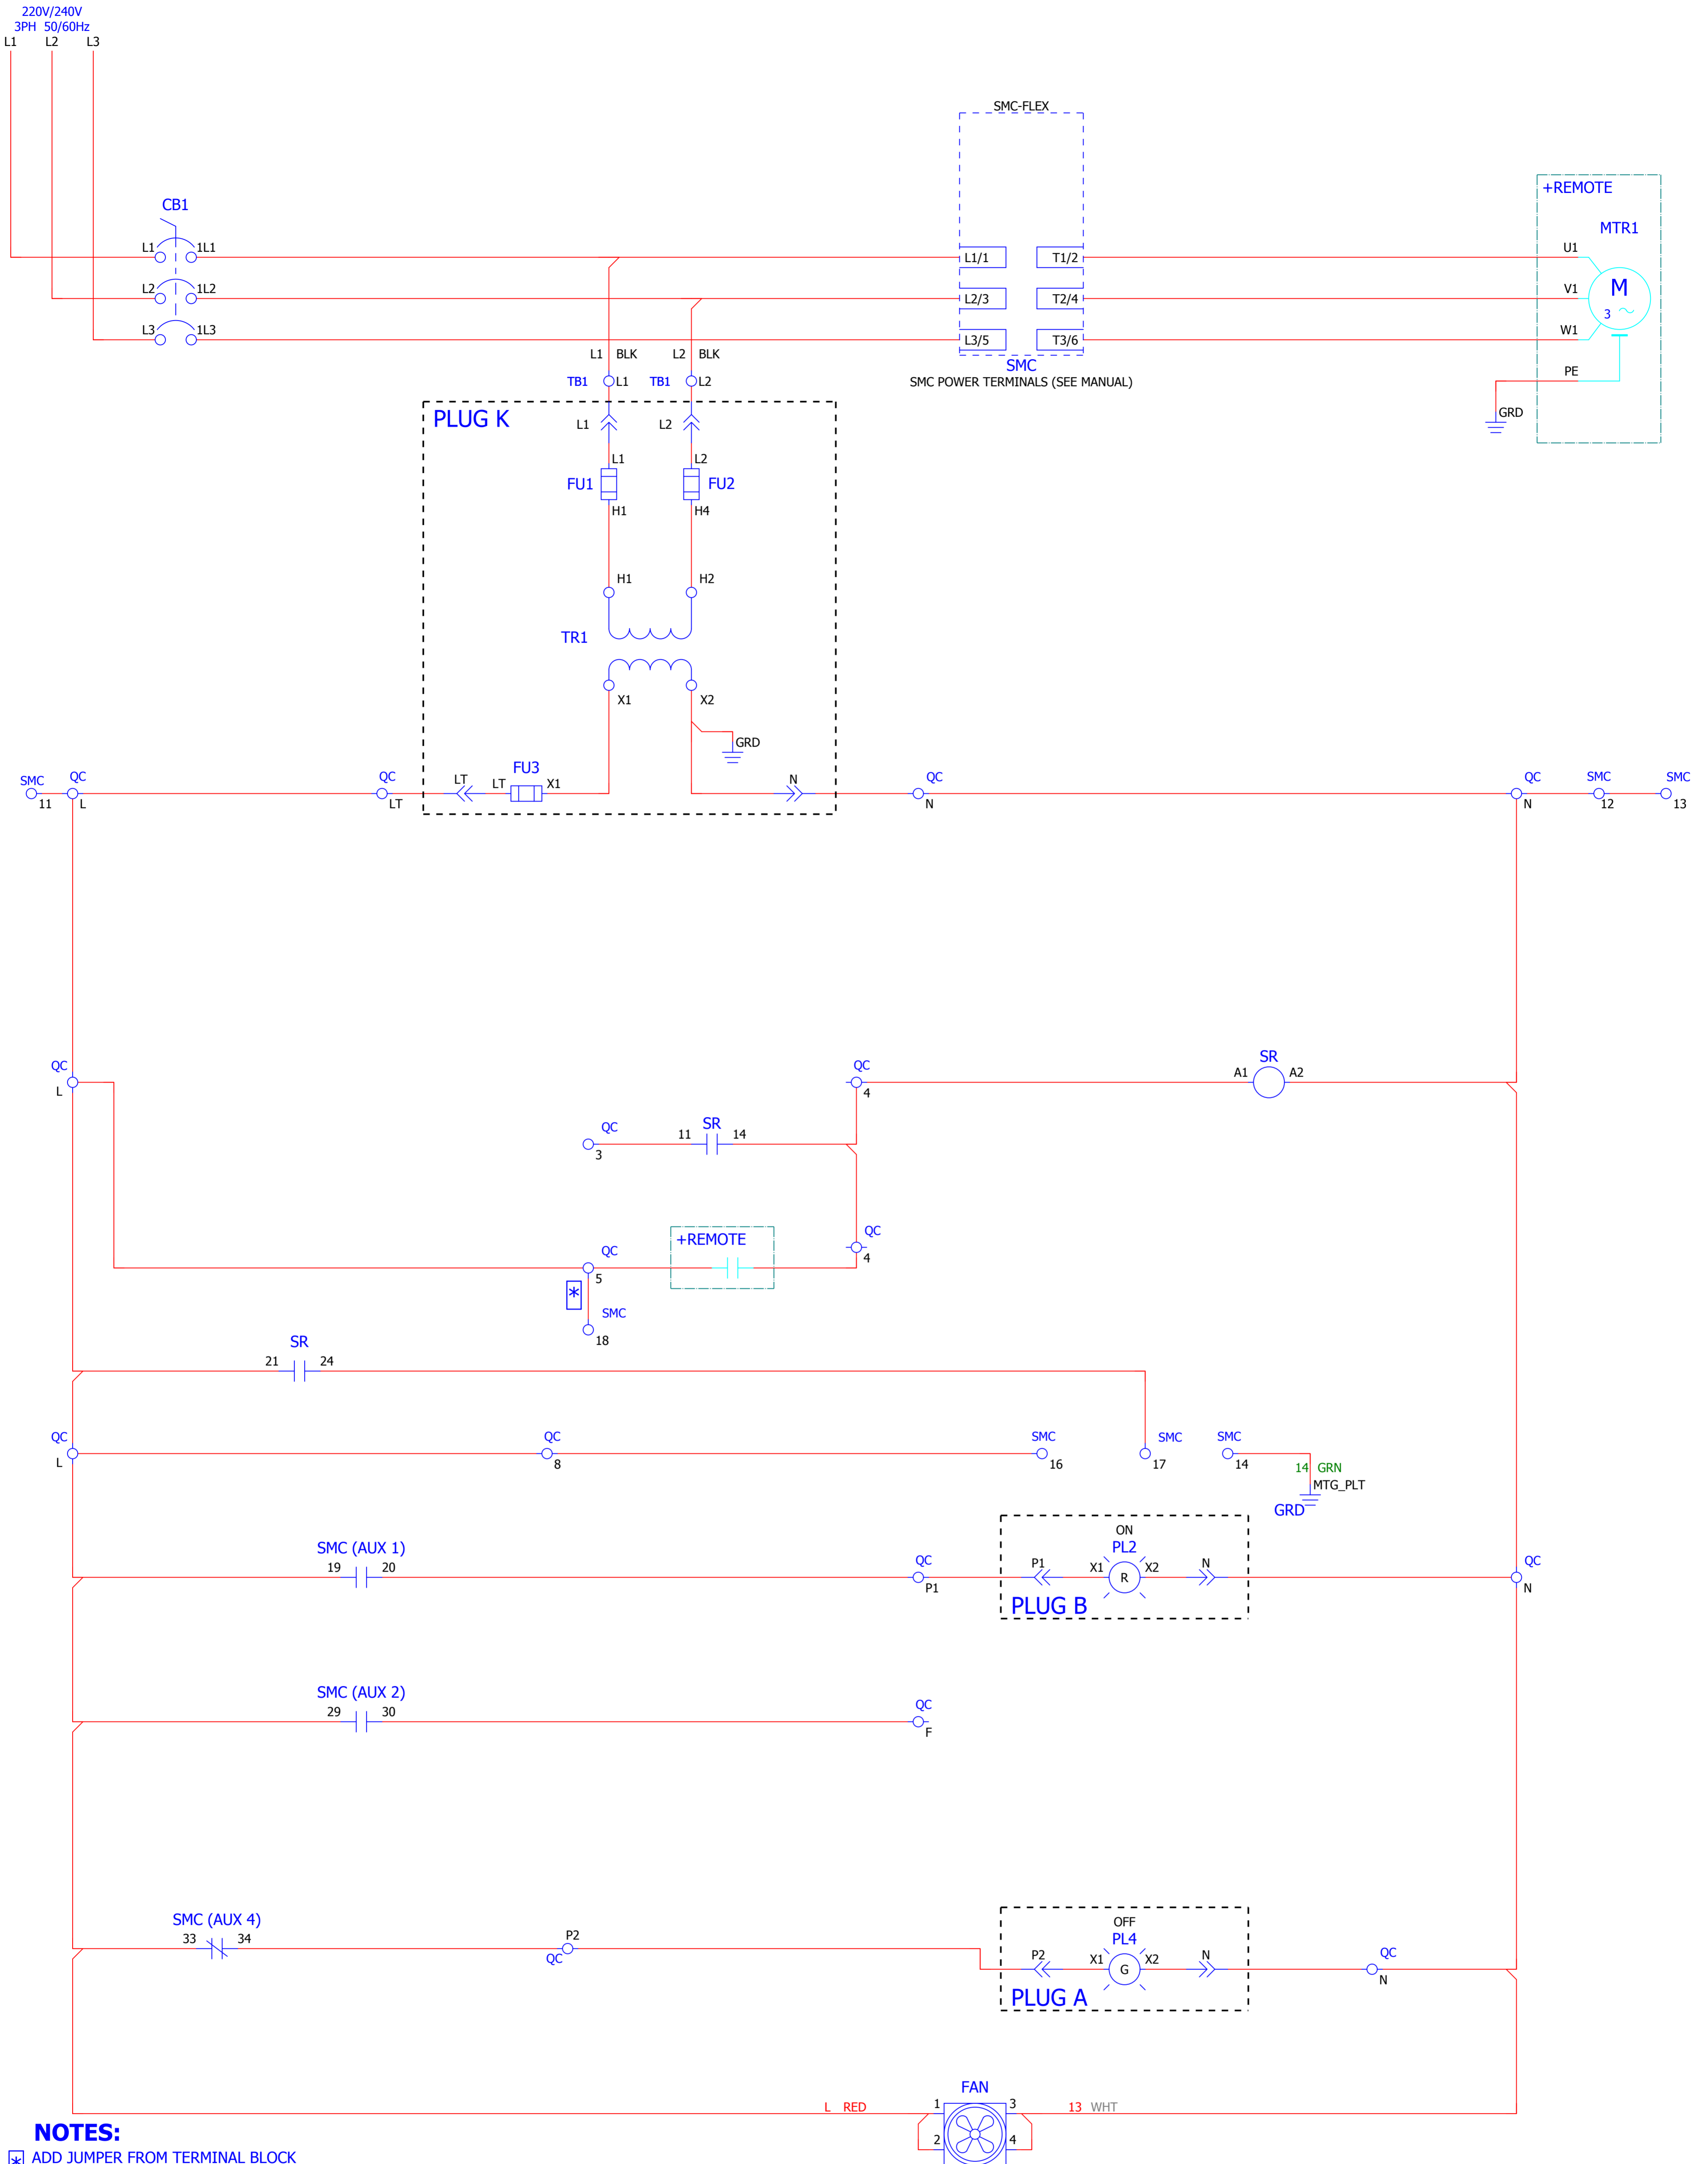 220V/240V
3PH 50/60Hz
L1 L2 L3
SMC-FLEX
+REMOTE
CB1
MTR1
L1 1L1
L1/1 T1/2
U1
L2 1L2
L2/3 T2/4
V1
M
3
L3 1L3
L3/5 T3/6
W1
L1 BLK L2 BLK
SMC
SMC POWER TERMINALS (SEE MANUAL)
PE
TB1 L1 TB1 L2
GRD
PLUG K
L1 L2
L1 L2
FU1 FU2
H1 H4
H1 H2
TR1
X1 X2
GRD
SMC QC QC LT LT FU3 X1 N QC QC SMC SMC
11 L LT N N 12 13
QC QC SR
L 4 A1 A2
QC SR
3 11 14
QC
4
+REMOTE
QC
5
*
SMC
18
SR
21 24
QC QC SMC SMC SMC
L 8 16 17 14
14 GRN
MTG_PLT
GRD
ON
SMC (AUX 1) PL2
19 20 QC P1 X1 R X2 N QC
P1 N
PLUG B
SMC (AUX 2)
29 30 QC
F
OFF
SMC (AUX 4) PL4
33 34 P2 P2 X1 G X2 N QC
QC N
PLUG A
FAN
L RED 1 3 13 WHT
2 4
NOTES:
* ADD JUMPER FROM TERMINAL BLOCK